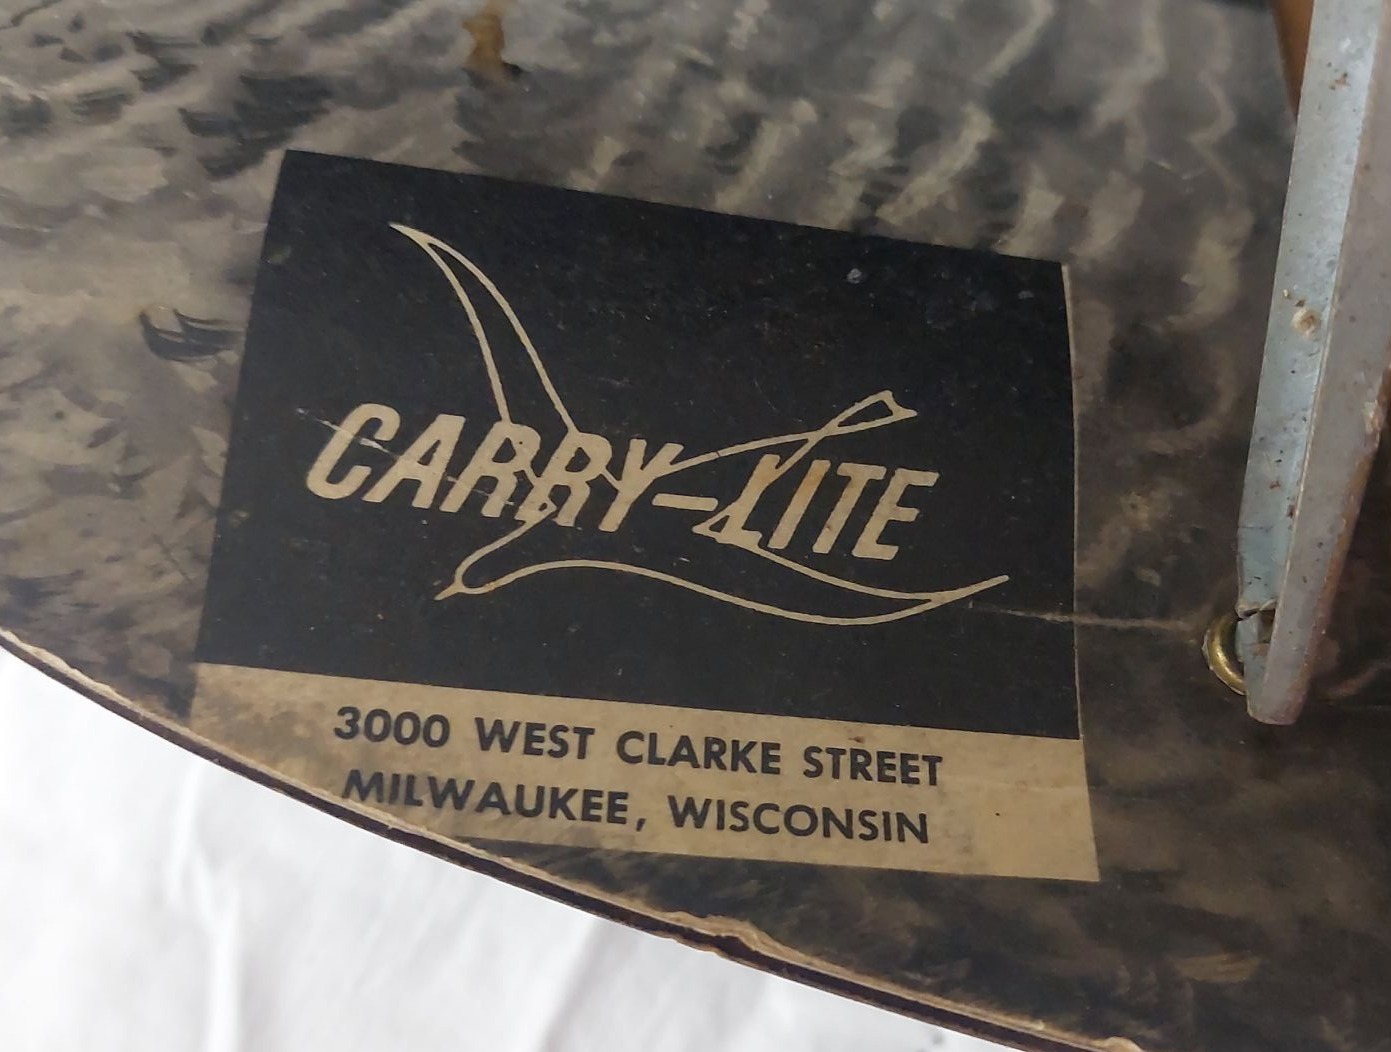 CARRY-LITE
3000 WEST CLARKE STREET
MILWAUKEE, WISCONSIN